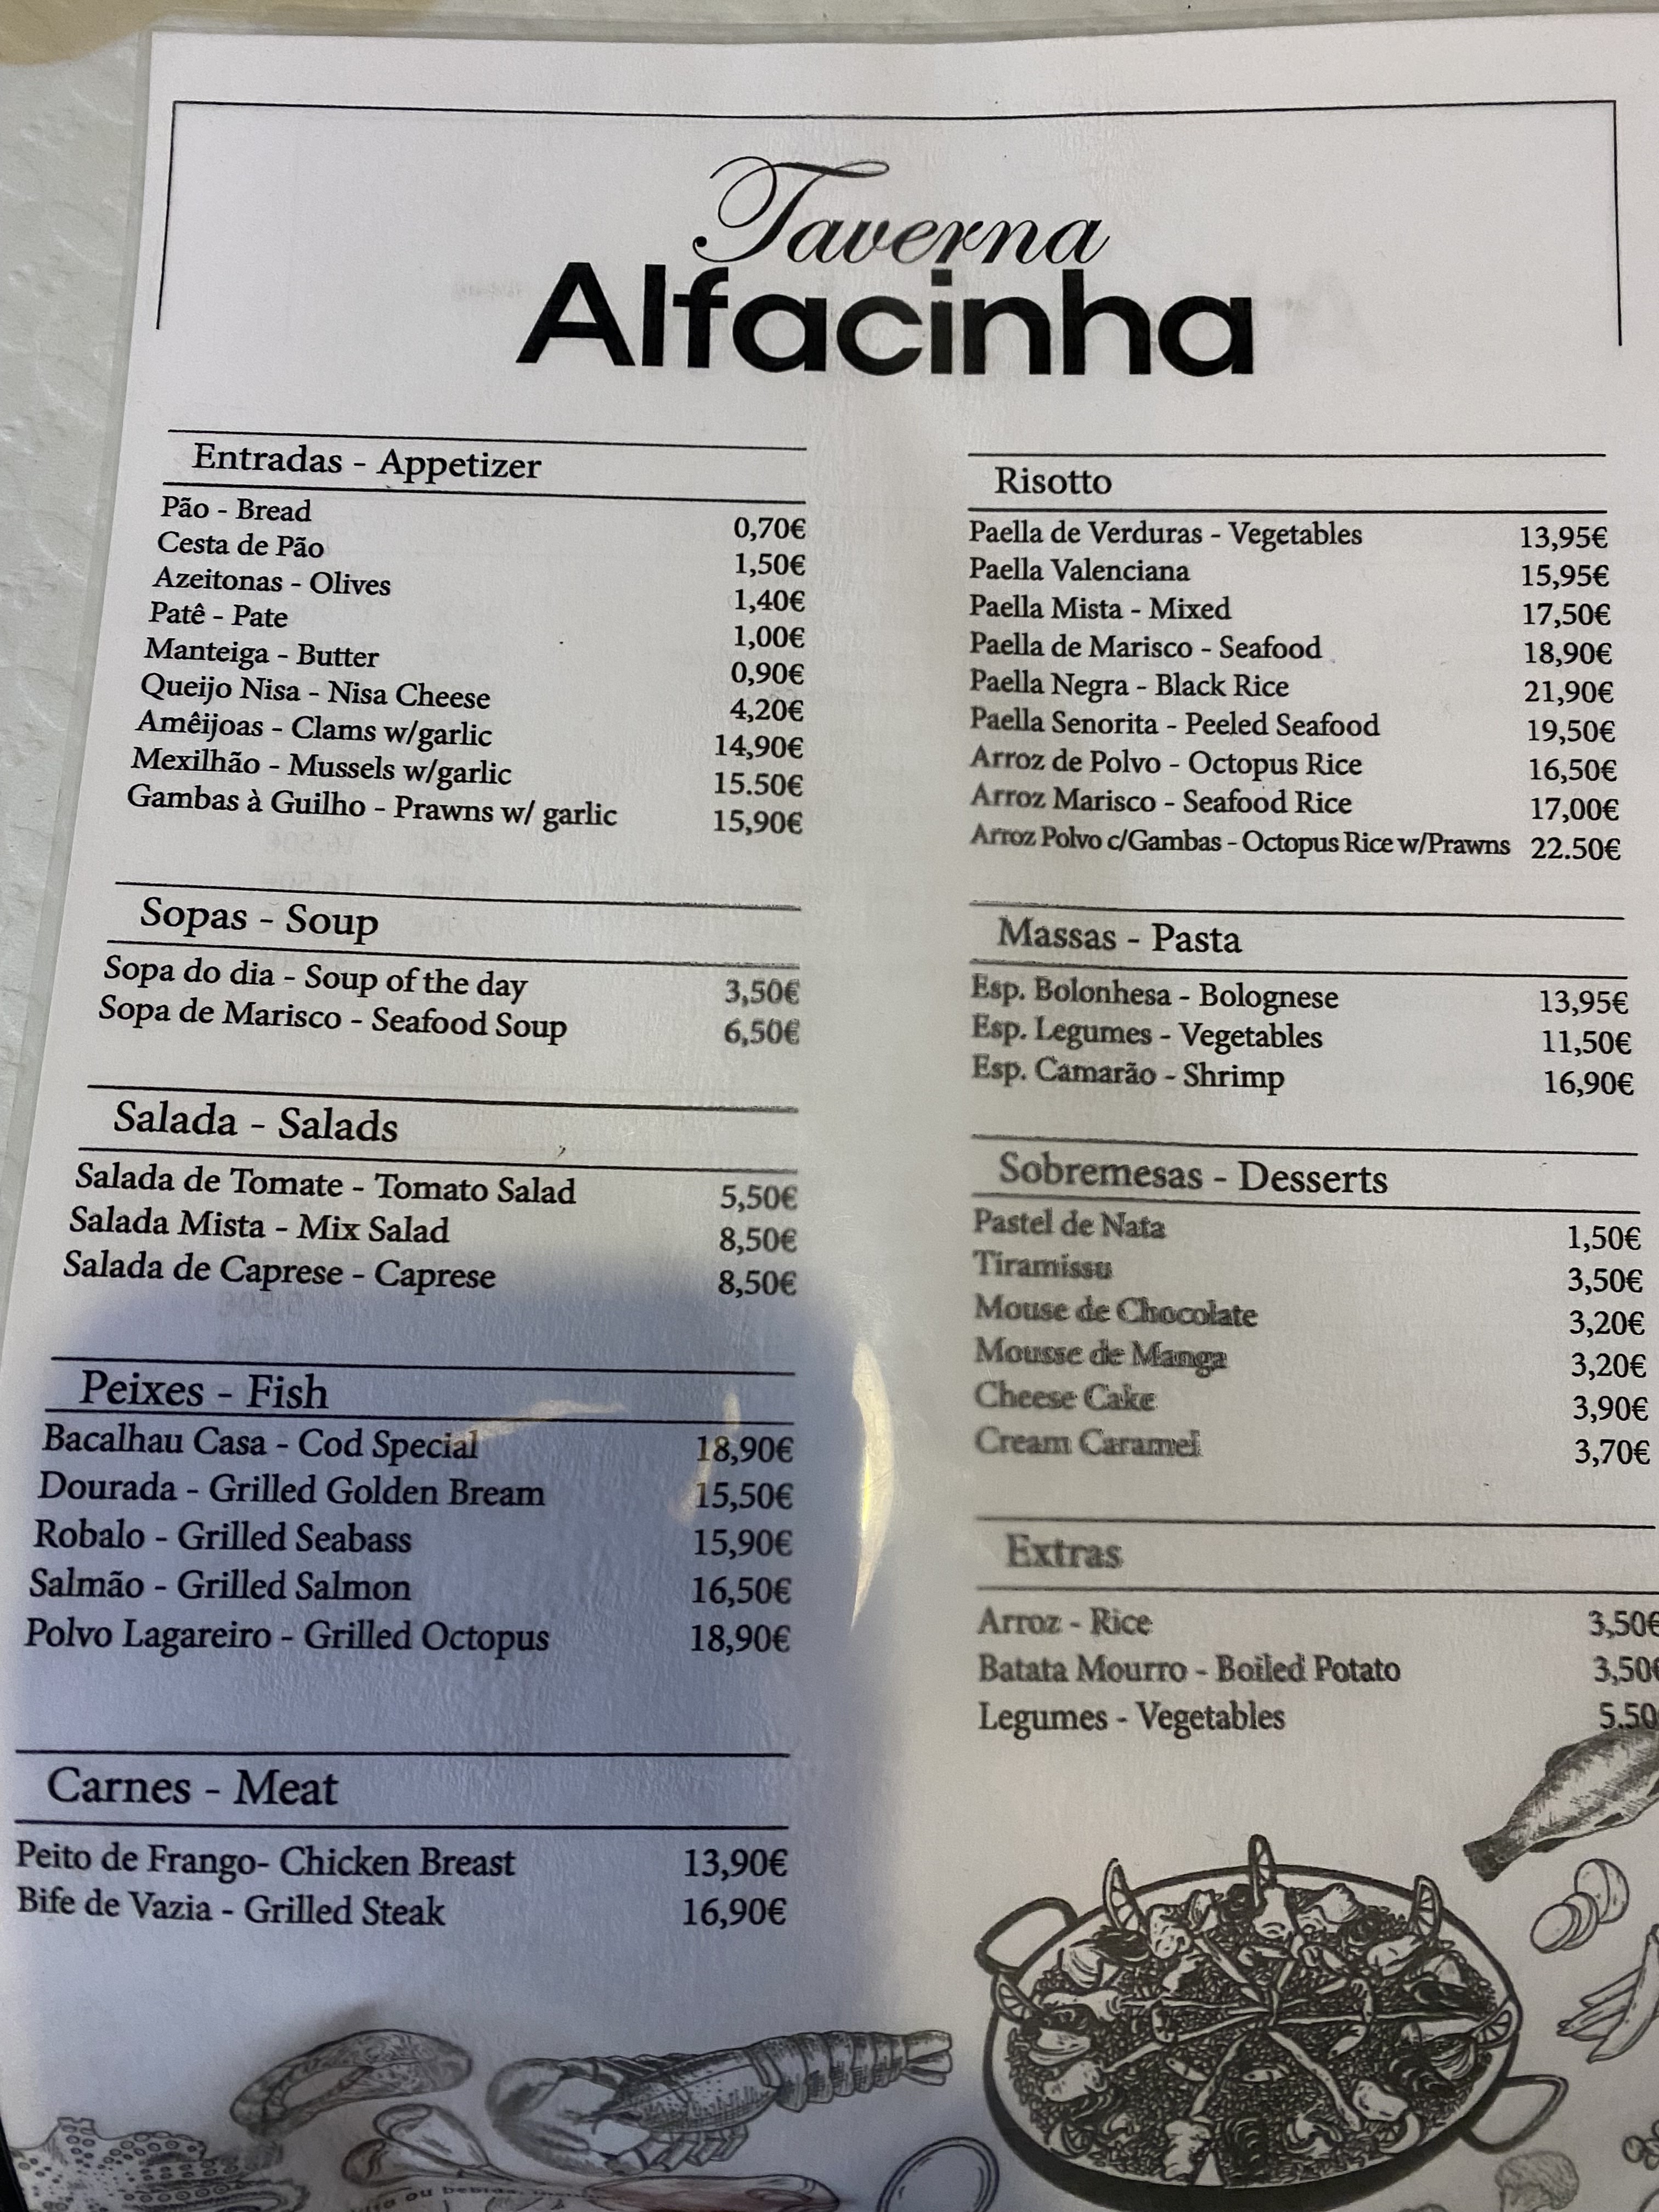 Taverna
Alfacinha
Entradas - Appetizer
Pão - Bread 0,70€
Cesta de Pão 1,50€
Azeitonas - Olives 1,40€
Patê - Pate 1,00€
Manteiga - Butter 0,90€
Queijo Nisa - Nisa Cheese 4,20€
Amêijoas - Clams w/garlic 14,90€
Mexilhão - Mussels w/garlic 15.50€
Gambas à Guilho - Prawns w/ garlic 15,90€
Sopas - Soup
Sopa do dia - Soup of the day 3,50€
Sopa de Marisco - Seafood Soup 6,50€
Salada - Salads
Salada de Tomate - Tomato Salad 5,50€
Salada Mista - Mix Salad 8,50€
Salada de Caprese - Caprese 8,50€
Peixes - Fish
Bacalhau Casa - Cod Special 18,90€
Dourada - Grilled Golden Bream 15,50€
Robalo - Grilled Seabass 15,90€
Salmão - Grilled Salmon 16,50€
Polvo Lagareiro - Grilled Octopus 18,90€
Carnes - Meat
Peito de Frango- Chicken Breast 13,90€
Bife de Vazia - Grilled Steak 16,90€
Risotto
Paella de Verduras - Vegetables 13,95€
Paella Valenciana 15,95€
Paella Mista - Mixed 17,50€
Paella de Marisco - Seafood 18,90€
Paella Negra - Black Rice 21,90€
Paella Senorita - Peeled Seafood 19,50€
Arroz de Polvo - Octopus Rice 16,50€
Arroz Marisco - Seafood Rice 17,00€
Arroz Polvo c/Gambas - Octopus Rice w/Prawns 22.50€
Massas - Pasta
Esp. Bolonhesa - Bolognese 13,95€
Esp. Legumes - Vegetables 11,50€
Esp. Camarão - Shrimp 16,90€
Sobremesas - Desserts
Pastel de Nata 1,50€
Tiramissu 3,50€
Mouse de Chocolate 3,20€
Mousse de Manga 3,20€
Cheese Cake 3,90€
Cream Caramel 3,70€
Extras
Arroz - Rice 3,50€
Batata Mourro - Boiled Potato 3,50€
Legumes - Vegetables 5.50
ou